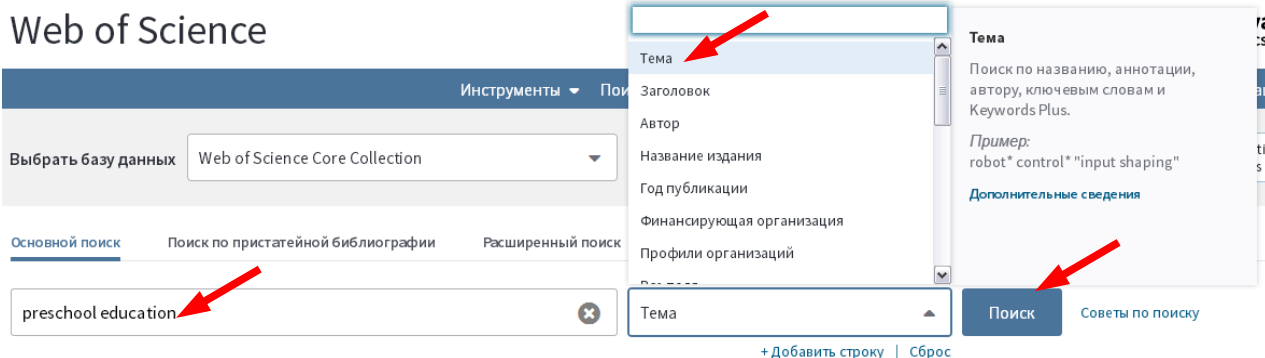 Web of Science
Инструменты
Выбрать базу данных
Web of Science Core Collection
Основной поиск
Поиск по пристатейной библиографии
Расширенный поиск
preschool education
Тема
Заголовок
Автор
Название издания
Год публикации
Финансирующая организация
Профили организаций
Тема
Тема
Поиск по названию, аннотации,
автору, ключевым словам и
Keywords Plus.
Пример:
robot* control* "input shaping"
Дополнительные сведения
Поиск
Советы по поиску
+ Добавить строку | Сброс